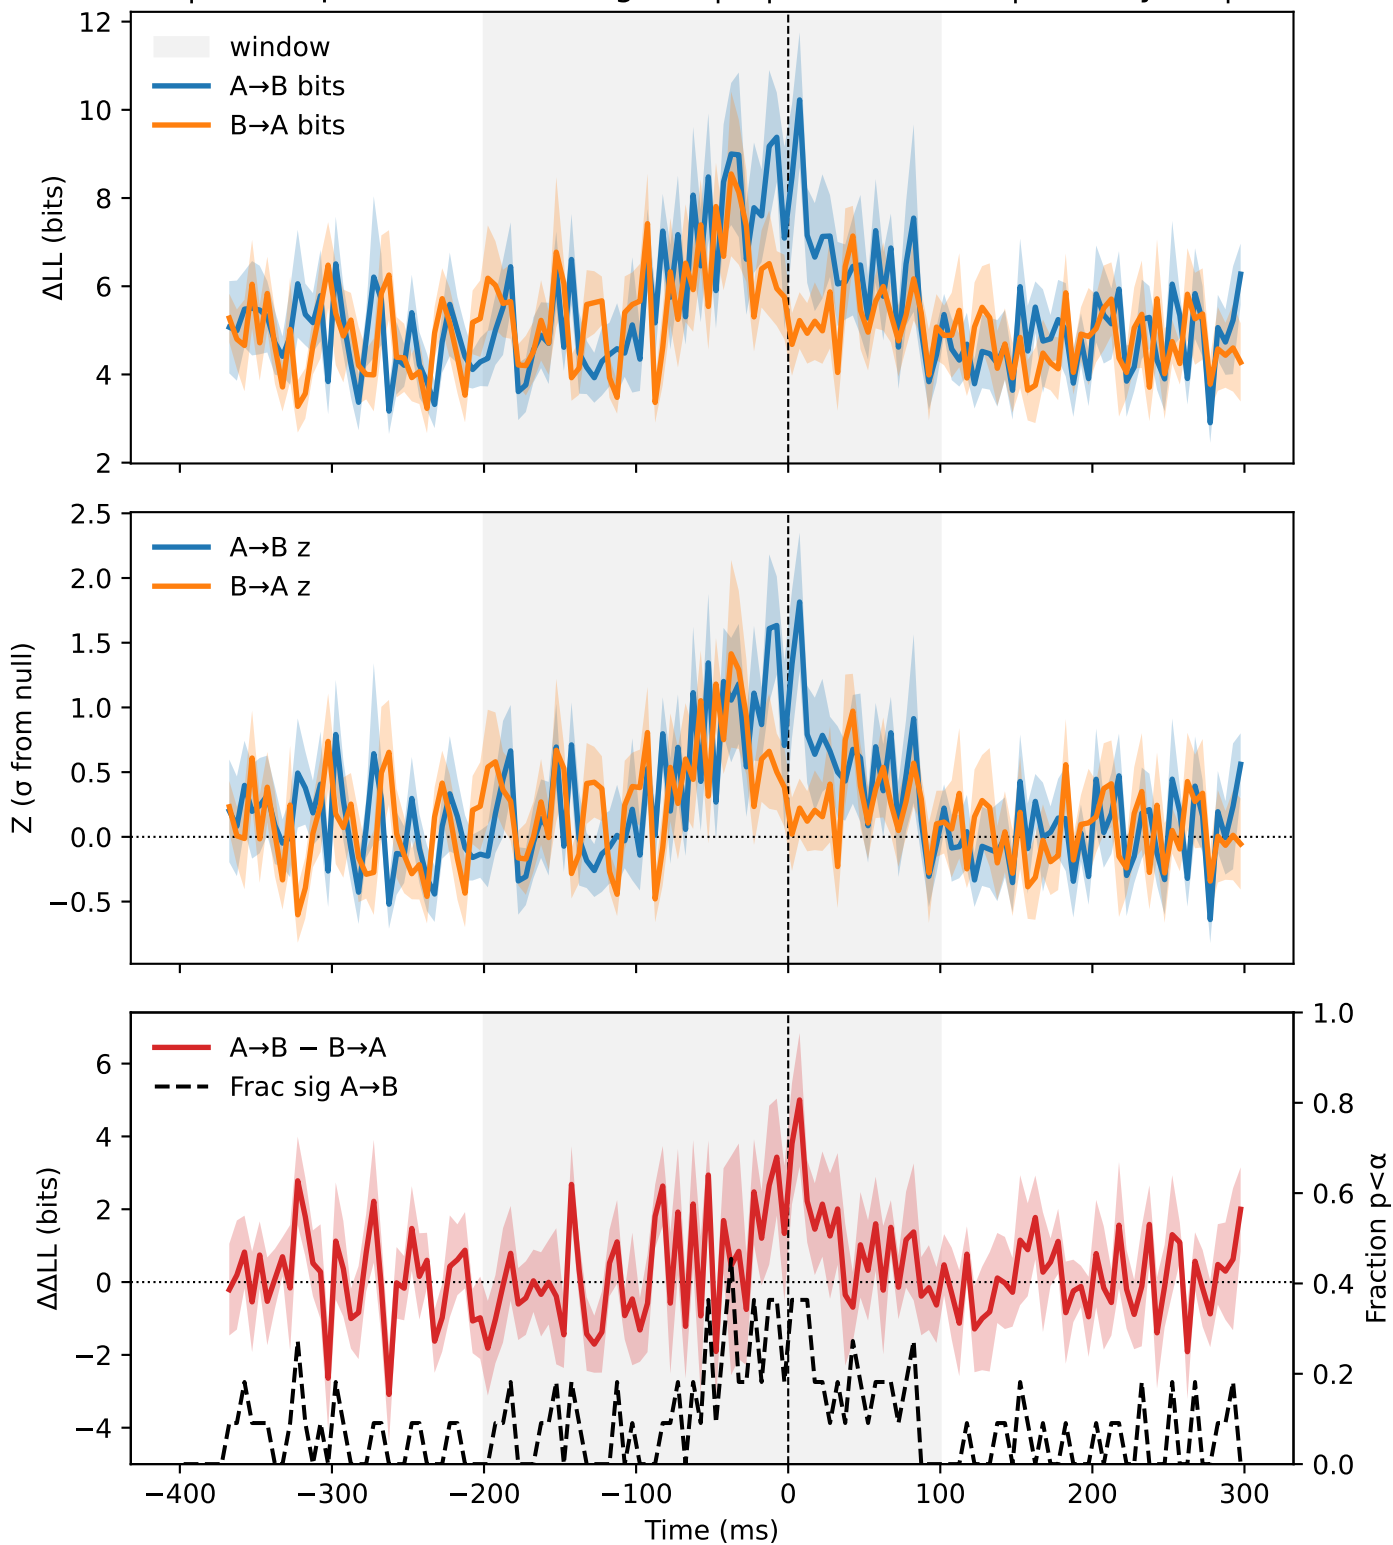 12
10
8
6
4
2
ΔLL (bits)
window
A→B bits
B→A bits
2.5
2.0
1.5
1.0
0.5
0.0
−0.5
Z (σ from null)
A→B z
B→A z
6
4
2
0
−2
−4
ΔΔLL (bits)
A→B − B→A
Frac sig A→B
1.0
0.8
0.6
0.4
0.2
0.0
Fraction p<α
−400
−300
−200
−100
0
100
200
300
Time (ms)